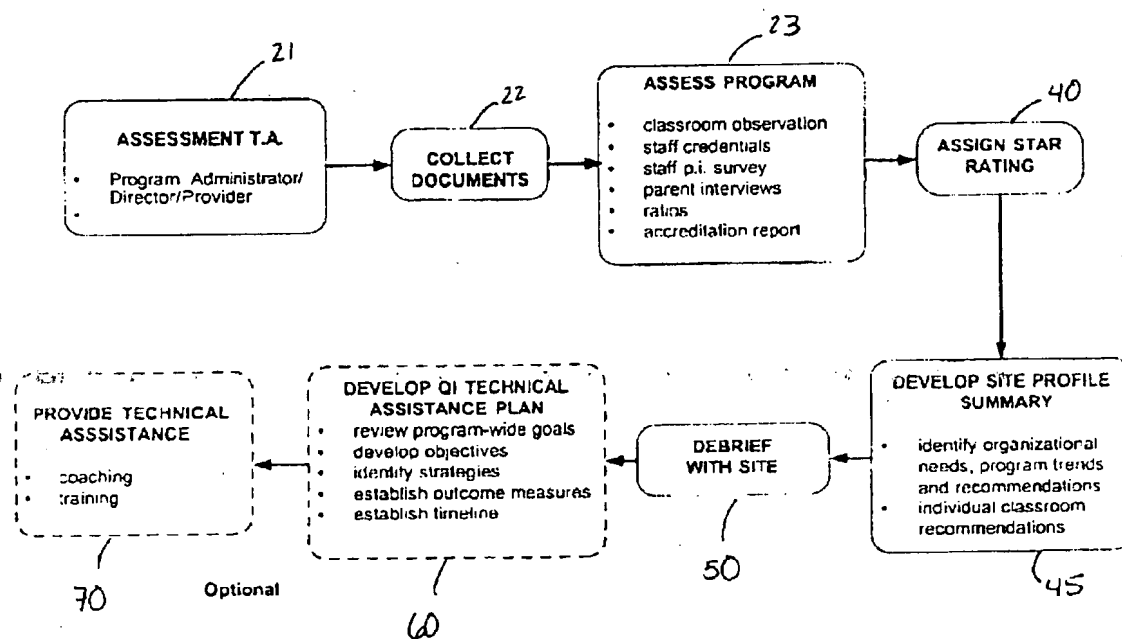 21
ASSESSMENT T.A.
• Program Administrator/
Director/Provider
•
22
COLLECT
DOCUMENTS
23
ASSESS PROGRAM
• classroom observation
• staff credentials
• staff p.i. survey
• parent interviews
• ratios
• accreditation report
40
ASSIGN STAR
RATING
DEVELOP SITE PROFILE
SUMMARY
• identify organizational
needs, program trends
and recommendations
• individual classroom
recommendations
45
DEBRIEF
WITH SITE
50
DEVELOP QI TECHNICAL
ASSISTANCE PLAN
• review program-wide goals
• develop objectives
• identify strategies
• establish outcome measures
• establish timeline
60
PROVIDE TECHNICAL
ASSSISTANCE
• coaching
• training
70
Optional